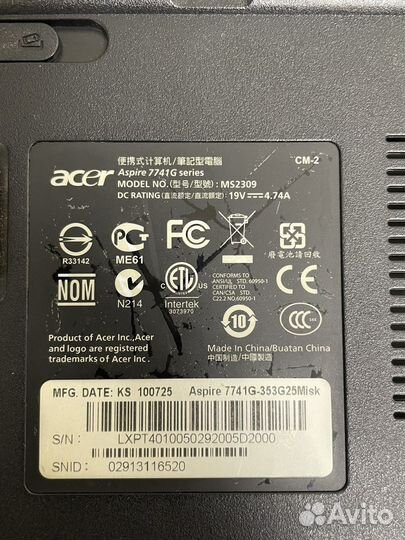 便携式计算机/筆記型電腦
Aspire 7741G series
CM-2
acer
MODEL NO.(型号/型號): MS2309
DC RATING(直流额定/直流額定): 19V⎓4.74A
R33142
ME61
FC
廢電池請回收
NOM
N214
ETL
Intertek
3073970
CONFORMS TO
ANSI/UL STD. 60950-1
CERTIFIED TO
CAN/CSA STD.
C22.2 NO.60950-1
10
CCC
Product of Acer Inc.,Acer
and logo are registered
trademarks of Acer Inc.
Made In China/Buatan China
中国制造/中國製造
MFG. DATE: KS 100725 Aspire 7741G-353G25Misk
S/N: LXPT4010050292005D2000
SNID: 02913116520
Avito